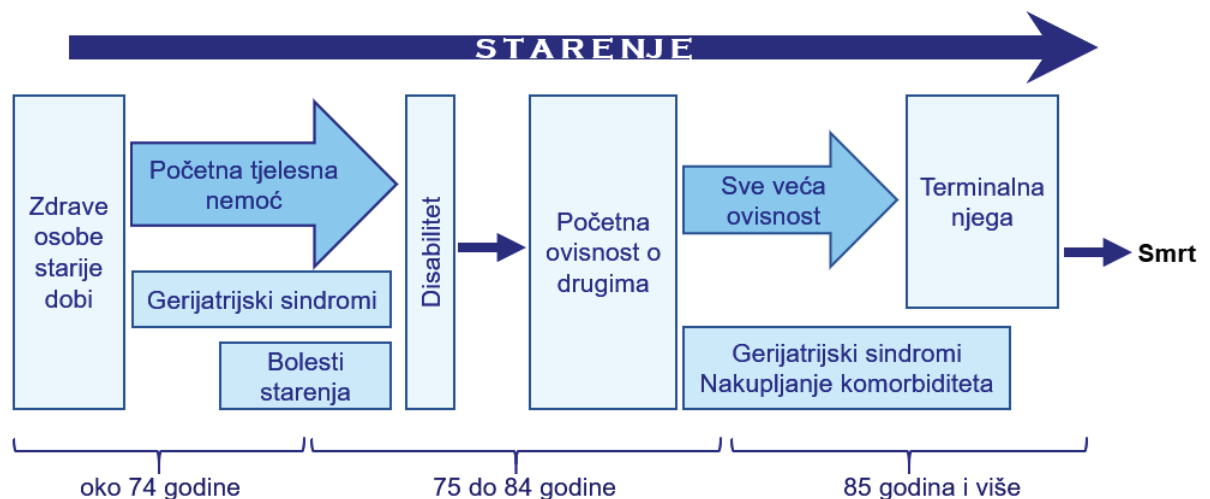 STARENJE
Zdrave
osobe
starije
dobi
Početna tjelesna
nemoć
Gerijatrijski sindromi
Bolesti
starenja
Disabilitet
Početna
ovisnost o
drugima
Sve veća
ovisnost
Gerijatrijski sindromi
Nakupljanje komorbiditeta
Terminalna
njega
Smrt
oko 74 godine
75 do 84 godine
85 godina i više